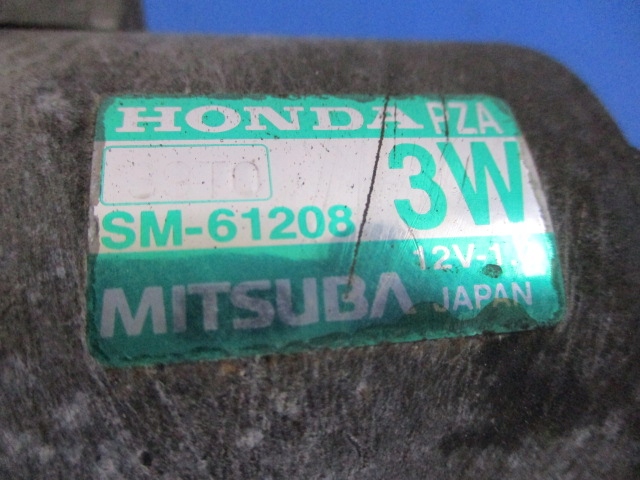 HONDA PZA
3W
SM-61208
MITSUBA JAPAN